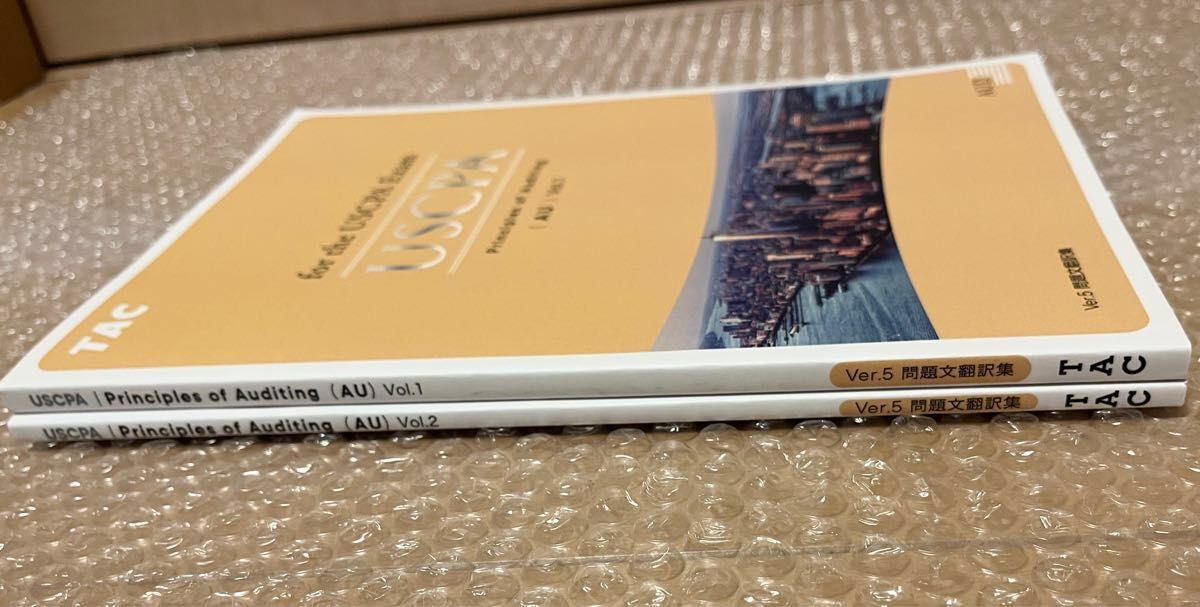 for the USCPA Exam
USCPA
Principles of Auditing
(AU) Vol.1
TAC
Ver.5 問題文翻訳集
USCPA | Principles of Auditing (AU) Vol.1 Ver.5 問題文翻訳集 TAC
USCPA | Principles of Auditing (AU) Vol.2 Ver.5 問題文翻訳集 TAC